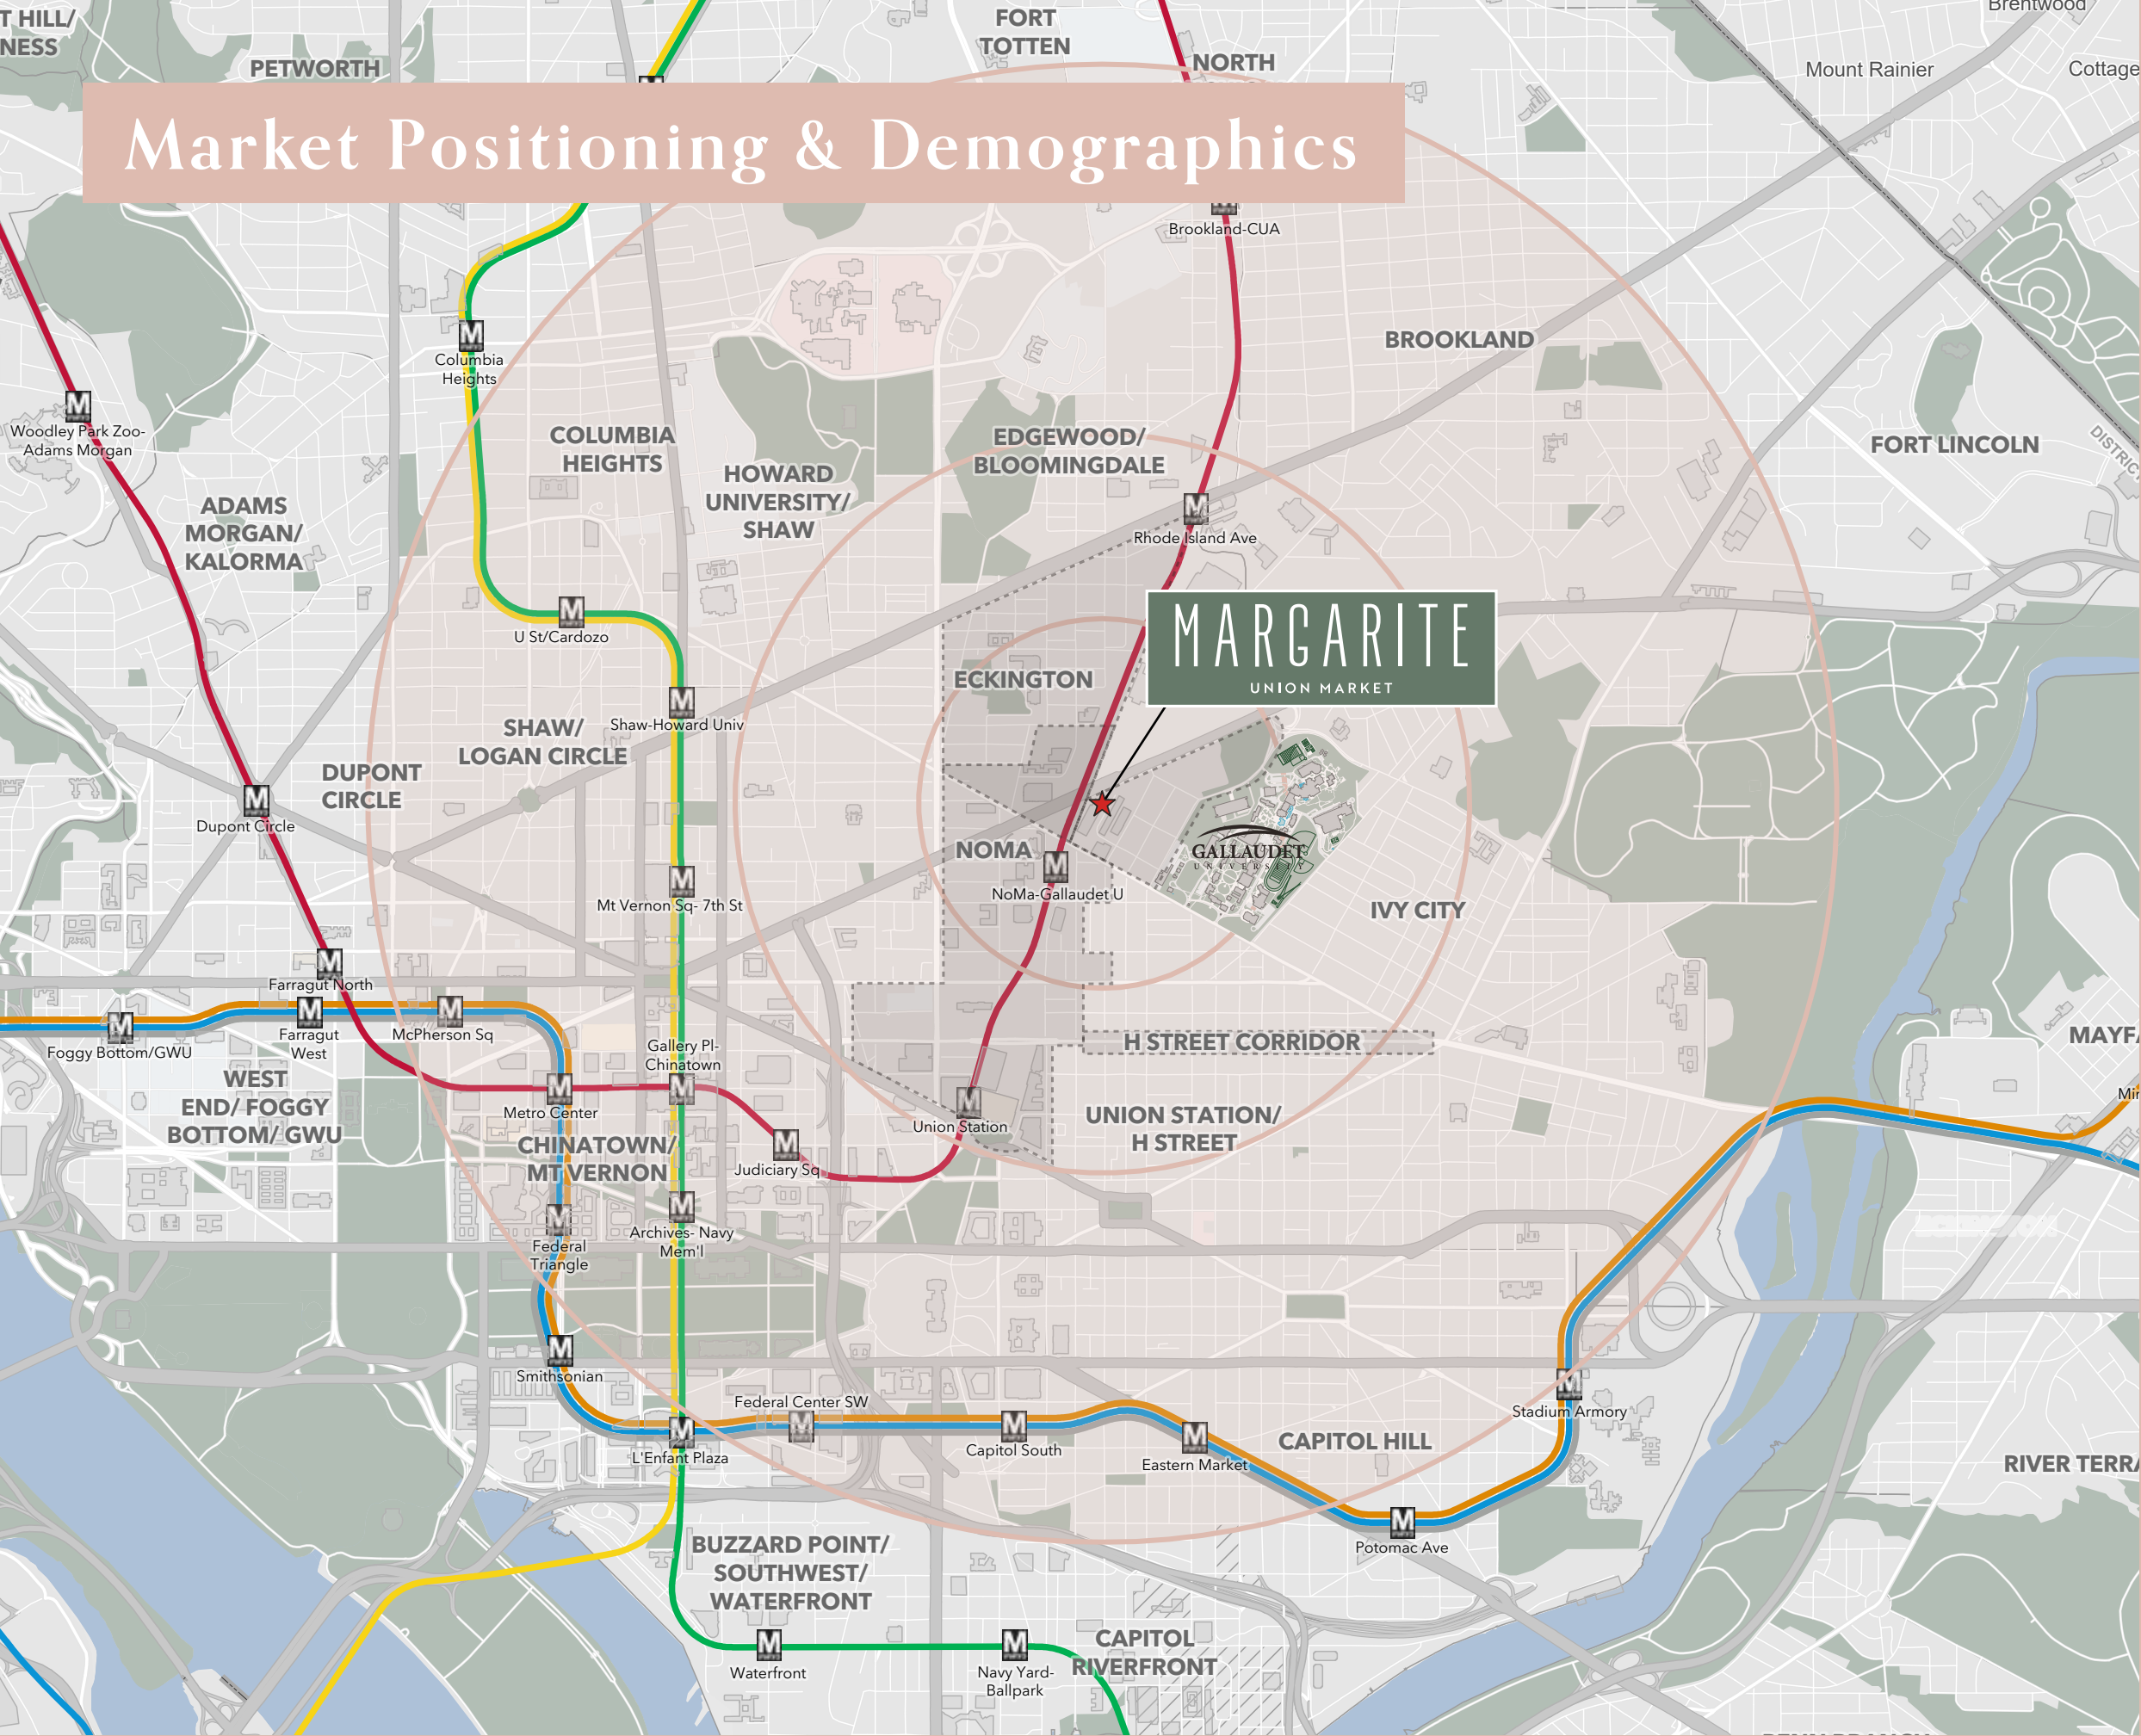 Brentwood
T HILL/
NESS
FORT
TOTTEN
NORTH
PETWORTH
Mount Rainier
Cottage
Market Positioning & Demographics
Brookland-CUA
BROOKLAND
Columbia
Heights
Woodley Park Zoo-
Adams Morgan
COLUMBIA
HEIGHTS
EDGEWOOD/
BLOOMINGDALE
FORT LINCOLN
DISTRIC
HOWARD
UNIVERSITY/
SHAW
ADAMS
MORGAN/
KALORMA
Rhode Island Ave
MARGARITE
UNION MARKET
U St/Cardozo
ECKINGTON
Shaw-Howard Univ
SHAW/
LOGAN CIRCLE
DUPONT
CIRCLE
Dupont Circle
NOMA
GALLAUDET
UNIVERSITY
NoMa-Gallaudet U
Mt Vernon Sq- 7th St
IVY CITY
Farragut North
Farragut
West
McPherson Sq
Foggy Bottom/GWU
Gallery Pl-
Chinatown
H STREET CORRIDOR
MAYFA
WEST
END/ FOGGY
BOTTOM/ GWU
Metro Center
Min
Union Station
UNION STATION/
H STREET
CHINATOWN/
MT VERNON
Judiciary Sq
Archives- Navy
Mem'l
Federal
Triangle
Smithsonian
Federal Center SW
L'Enfant Plaza
Capitol South
Eastern Market
CAPITOL HILL
Stadium Armory
RIVER TERRA
Potomac Ave
BUZZARD POINT/
SOUTHWEST/
WATERFRONT
Waterfront
Navy Yard-
Ballpark
CAPITOL
RIVERFRONT